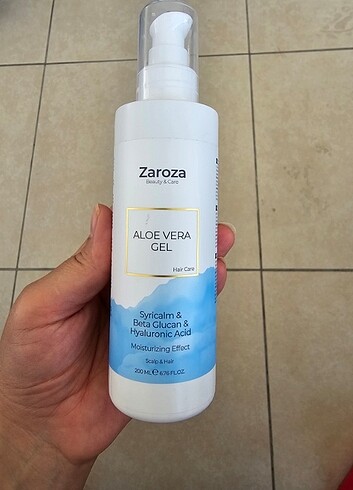 Zaroza
Beauty & Care
ALOE VERA
GEL
Hair Care
Syricalm &
Beta Glucan &
Hyaluronic Acid
Moisturizing Effect
Scalp & Hair
200 ML ℮ 6.76 FL.OZ.